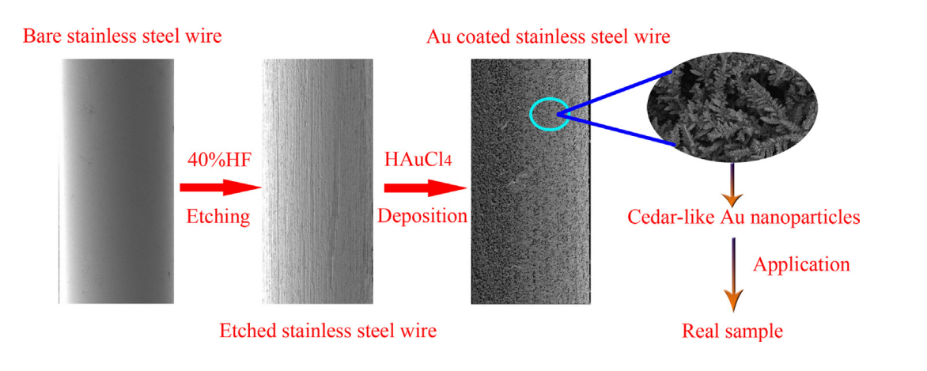 Bare stainless steel wire
Au coated stainless steel wire
40%HF
Etching
HAuCl4
Deposition
Cedar-like Au nanoparticles
Application
Etched stainless steel wire
Real sample